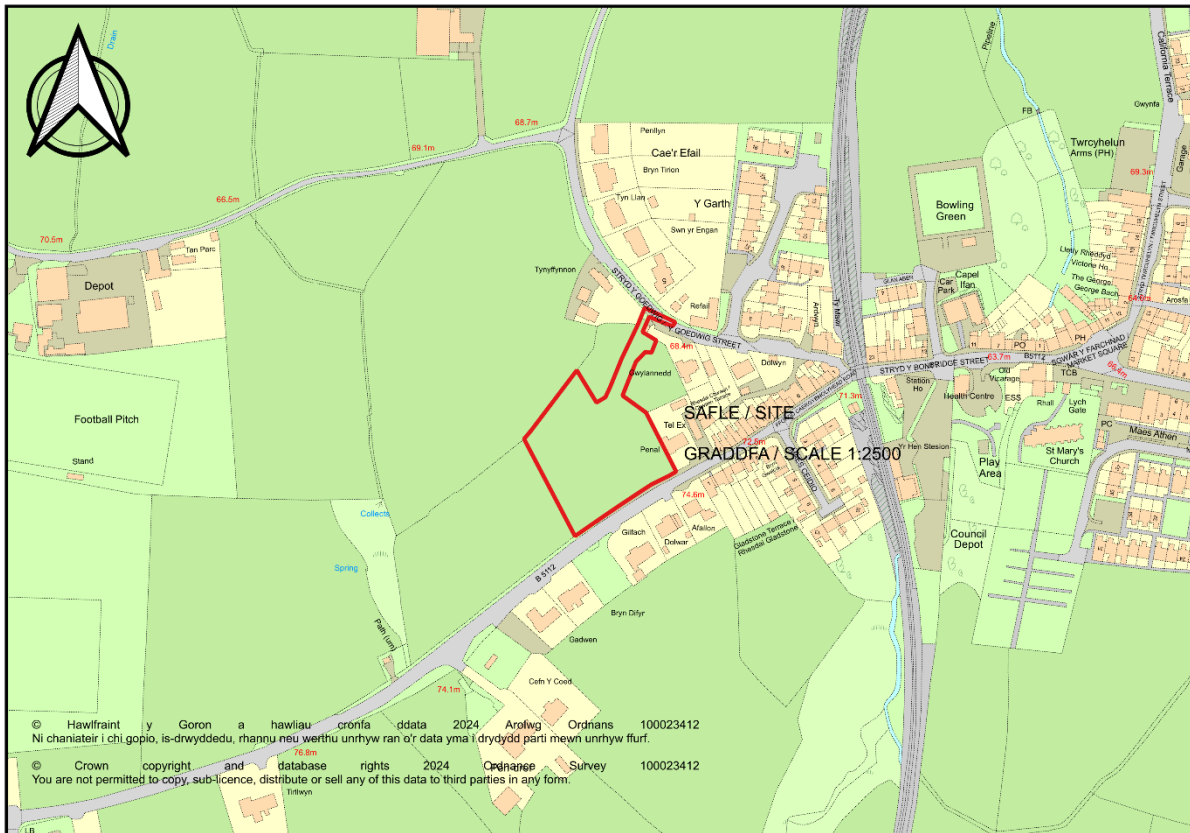 Drain
Pipeline
California Terrace
68.7m
69.1m
66.5m
70.5m
Penllyn
Cae'r Efail
Bryn Tirion
Tyn Llan
Y Garth
Swn yr Engan
FB
Gwynfa
Twrcyhelun
Arms (PH)
Garage
69.3m
Bowling
Green
Tan Parc
Depot
Tynyffynnon
Refail
Ardwyn
Ty Mawr
Car
Park
Capel
Ifan
Llety Rheddyd
Victoria Ho
The George
George Bach
Arosfa
Y GOEDWIG STREET
68.4m
Gwylannedd
Dolwyn
STRYD Y BONT
BRIDGE STREET
63.7m
PO
B5112
PH
SGWAR Y FARCHNAD
MARKET SQUARE
Station
Ho
Health Centre
Old
Vicarage
ESS
TCB
Rhall
Lych
Gate
71.3m
Football Pitch
Stand
SAFLE / SITE
Tel Ex
72.5m
Penal
GRADDFA / SCALE 1:2500
Yr Hen Stesion
PC
Maes Athen
Play
Area
St Mary's
Church
74.6m
Gilfach
Dolwar
Afallon
Gladstone Terrace /
Rhesdai Gladstone
Council
Depot
Collects
Spring
Path (um)
B 5112
Bryn Difyr
Gadwen
Cefn Y Coed
74.1m
© Hawlfraint y Goron a hawliau cronfa ddata 2024 Arolwg Ordnans 100023412
Ni chaniateir i chi gopio, is-drwyddedu, rhannu neu werthu unrhyw ran o'r data yma i drydydd parti mewn unrhyw ffurf.
76.8m
© Crown copyright and database rights 2024 Ordnance Survey 100023412
You are not permitted to copy, sub-licence, distribute or sell any of this data to third parties in any form.
Tirllwyn
LB